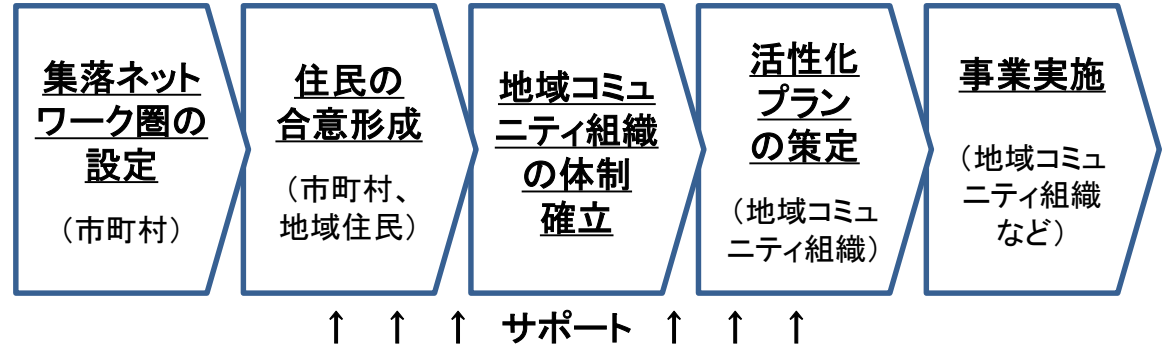 集落ネット
ワーク圏の
設定
（市町村）
住民の
合意形成
（市町村、
地域住民）
地域コミュ
ニティ組織
の体制
確立
活性化
プラン
の策定
（地域コミュ
ニティ組織）
事業実施
（地域コミュ
ニティ組織
など）
↑ ↑ ↑ サポート ↑ ↑ ↑